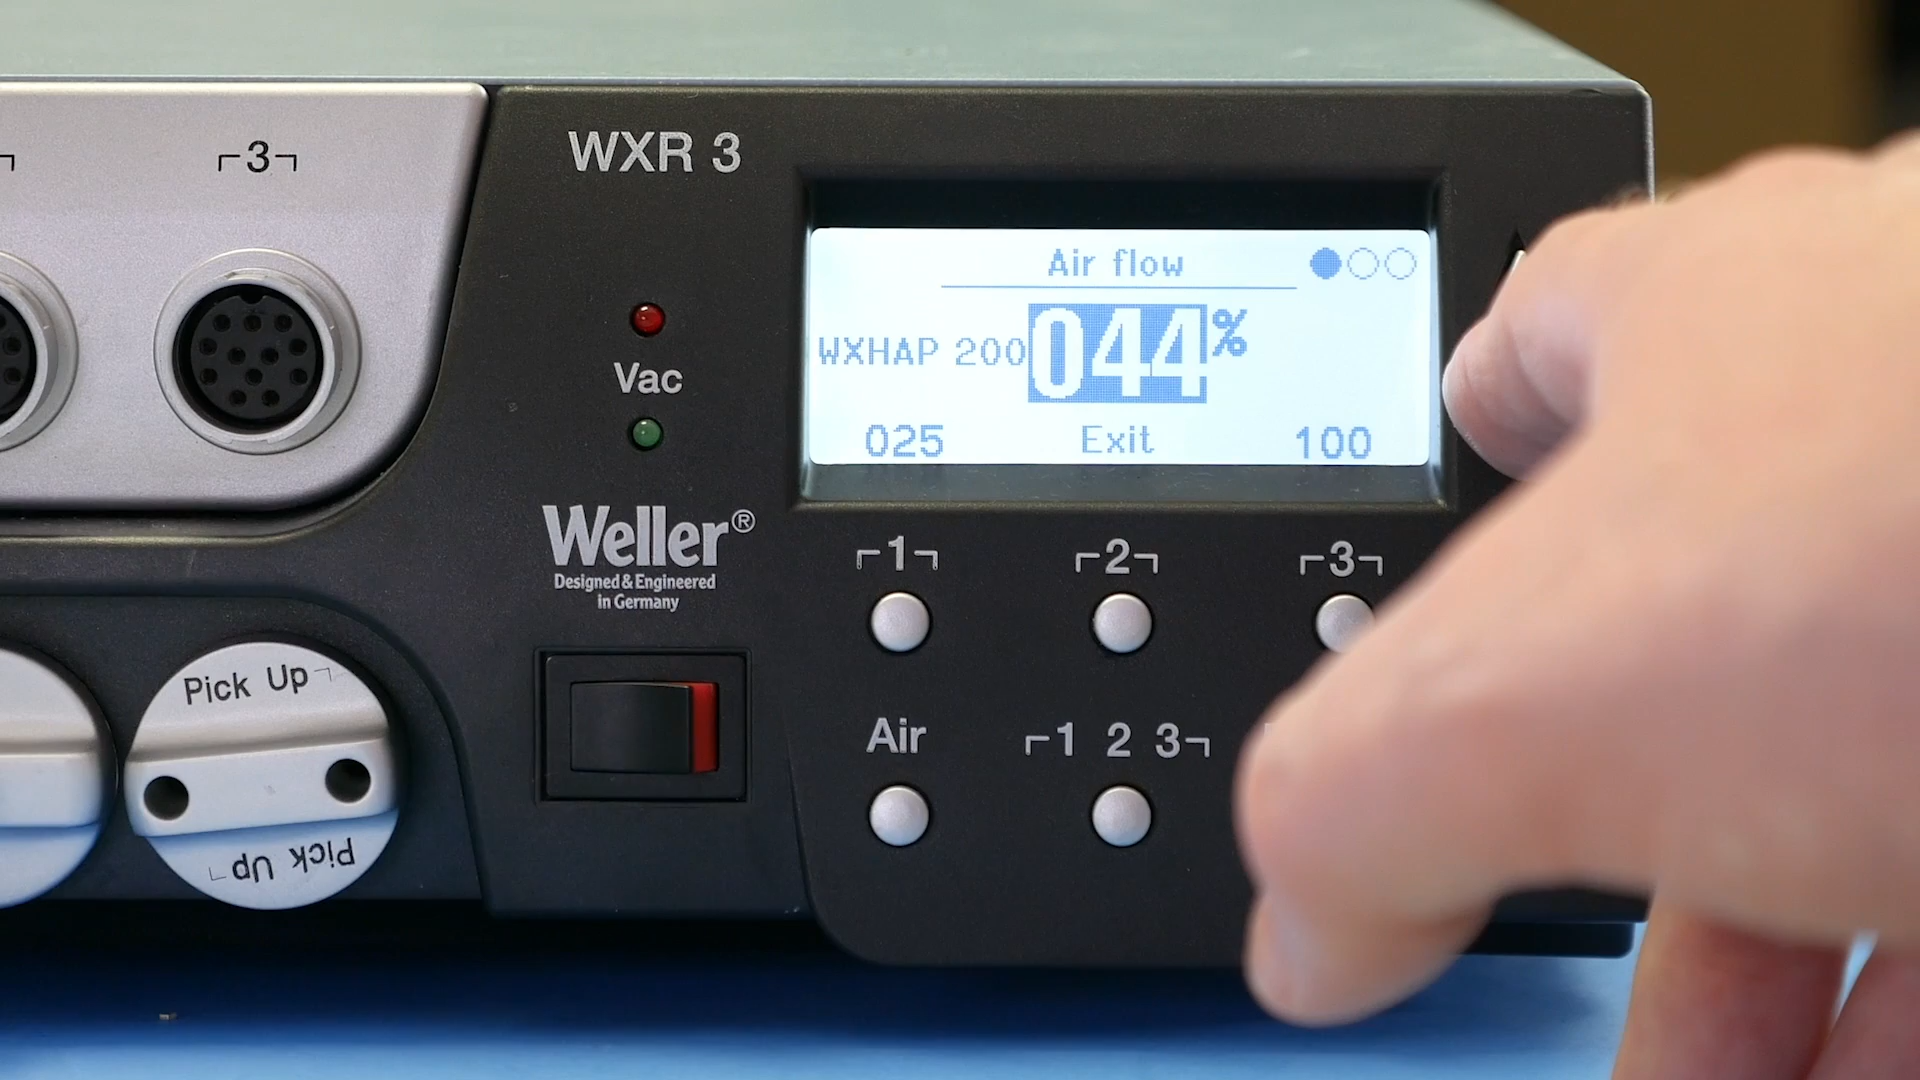 3
WXR 3
Air flow
WXHAP 200 044%
025 Exit 100
Vac
Weller®
Designed & Engineered
in Germany
1 2 3
Pick Up
Pick Up
Air 1 2 3